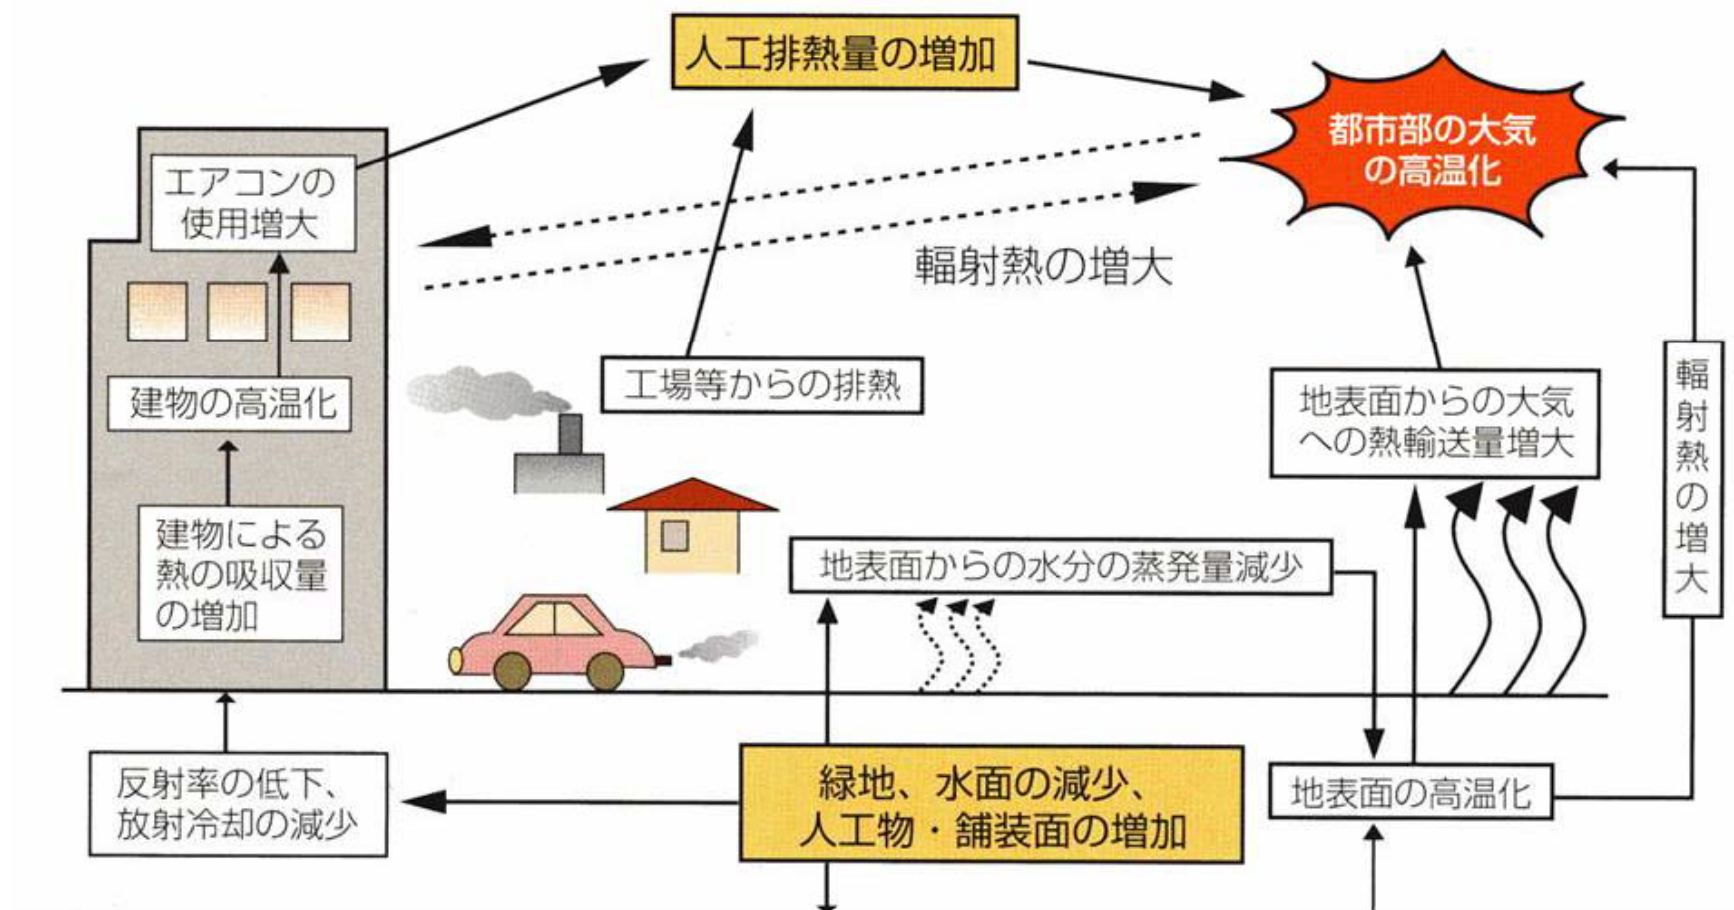 人工排熱量の増加
都市部の大気
の高温化
エアコンの
使用増大
輻射熱の増大
工場等からの排熱
建物の高温化
地表面からの大気
への熱輸送量増大
輻射熱の増大
建物による
熱の吸収量
の増加
地表面からの水分の蒸発量減少
反射率の低下、
放射冷却の減少
緑地、水面の減少、
人工物・舗装面の増加
地表面の高温化